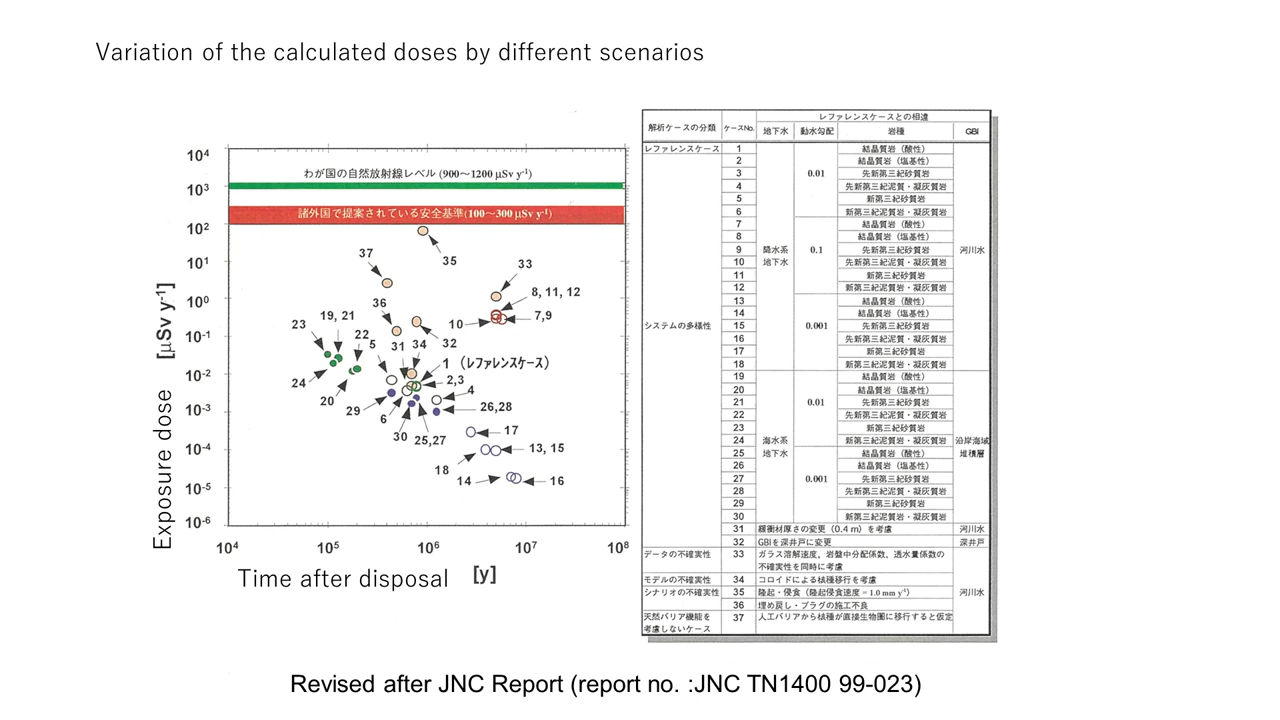 Variation of the calculated doses by different scenarios
10⁴
10³
10²
10¹
10⁰
10⁻¹
10⁻²
10⁻³
10⁻⁴
10⁻⁵
10⁻⁶
Exposure dose [μSv y⁻¹]
わが国の自然放射線レベル (900～1200 μSv y⁻¹)
諸外国で提案されている安全基準(100～300 μSv y⁻¹)
35
37
33
8, 11, 12
36
7,9
10
32
23
19, 21
22
5
31
34
1 (レファレンスケース)
24
20
2,3
4
29
6
26,28
30
25,27
17
13, 15
18
14
16
10⁴ 10⁵ 10⁶ 10⁷ 10⁸
Time after disposal [y]
レファレンスケースとの相違
解析ケースの分類 ケースNo. 地下水 動水勾配 岩種 GBI
レファレンスケース 1 結晶質岩（酸性）
2 結晶質岩（塩基性）
3 0.01 先新第三紀砂質岩
4 先新第三紀泥質・凝灰質岩
5 新第三紀砂質岩
6 新第三紀泥質・凝灰質岩
7 結晶質岩（酸性）
8 結晶質岩（塩基性）
9 降水系 0.1 先新第三紀砂質岩 河川水
10 地下水 先新第三紀泥質・凝灰質岩
11 新第三紀砂質岩
12 新第三紀泥質・凝灰質岩
13 結晶質岩（酸性）
14 結晶質岩（塩基性）
システムの多様性 15 0.001 先新第三紀砂質岩
16 先新第三紀泥質・凝灰質岩
17 新第三紀砂質岩
18 新第三紀泥質・凝灰質岩
19 結晶質岩（酸性）
20 結晶質岩（塩基性）
21 0.01 先新第三紀砂質岩
22 先新第三紀泥質・凝灰質岩
23 新第三紀砂質岩
24 海水系 新第三紀泥質・凝灰質岩 沿岸海域
25 地下水 結晶質岩（酸性） 堆積層
26 結晶質岩（塩基性）
27 0.001 先新第三紀砂質岩
28 先新第三紀泥質・凝灰質岩
29 新第三紀砂質岩
30 新第三紀泥質・凝灰質岩
31 緩衝材厚さの変更（0.4 m）を考慮 河川水
32 GBIを深井戸に変更 深井戸
データの不確実性 33 ガラス溶解速度，岩盤中分配係数，透水量係数の
不確実性を同時に考慮
モデルの不確実性 34 コロイドによる核種移行を考慮
シナリオの不確実性 35 隆起・侵食（隆起侵食速度 = 1.0 mm y⁻¹） 河川水
36 埋め戻し・プラグの施工不良
天然バリア機能を 37 人工バリアから核種が直接生物圏に移行すると仮定
考慮しないケース
Revised after JNC Report (report no. :JNC TN1400 99-023)